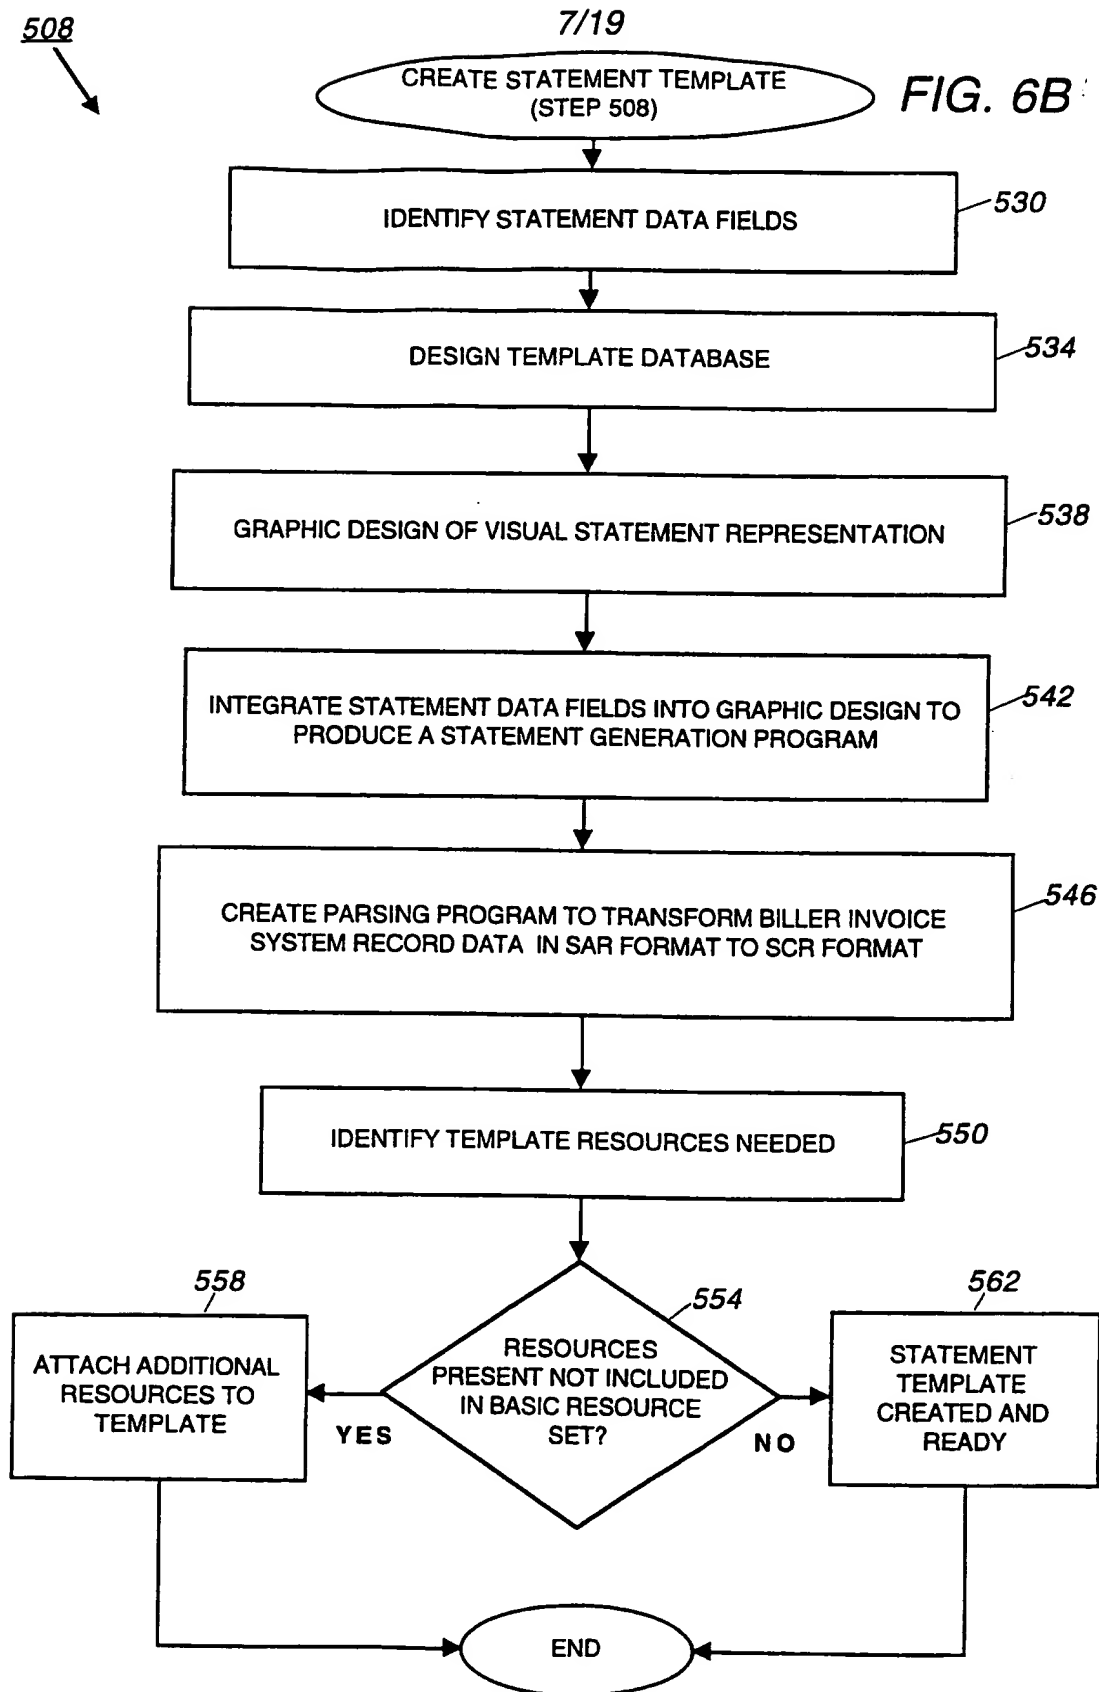 508
7/19
CREATE STATEMENT TEMPLATE
(STEP 508)
FIG. 6B
IDENTIFY STATEMENT DATA FIELDS
530
DESIGN TEMPLATE DATABASE
534
GRAPHIC DESIGN OF VISUAL STATEMENT REPRESENTATION
538
INTEGRATE STATEMENT DATA FIELDS INTO GRAPHIC DESIGN TO
PRODUCE A STATEMENT GENERATION PROGRAM
542
CREATE PARSING PROGRAM TO TRANSFORM BILLER INVOICE
SYSTEM RECORD DATA IN SAR FORMAT TO SCR FORMAT
546
IDENTIFY TEMPLATE RESOURCES NEEDED
550
558
ATTACH ADDITIONAL
RESOURCES TO
TEMPLATE
554
RESOURCES
PRESENT NOT INCLUDED
IN BASIC RESOURCE
SET?
YES
NO
562
STATEMENT
TEMPLATE
CREATED AND
READY
END